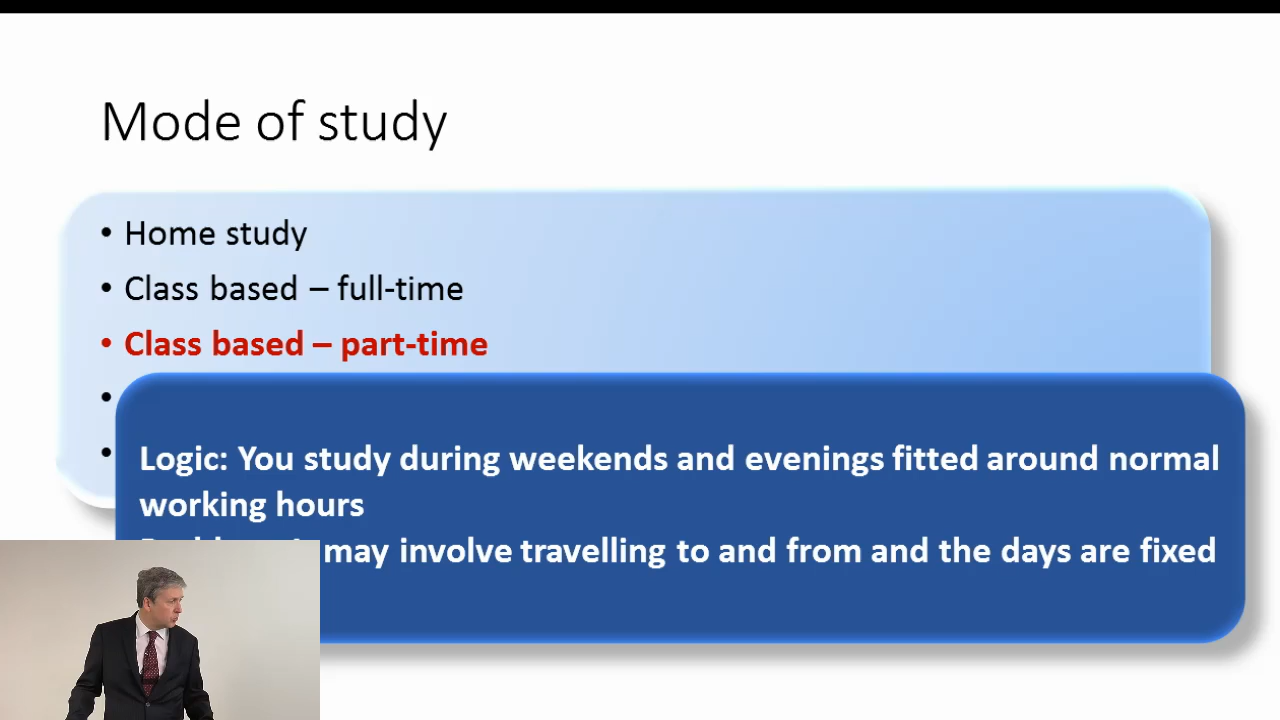 Mode of study
• Home study
• Class based – full-time
• Class based – part-time
•
•
Logic: You study during weekends and evenings fitted around normal
working hours
may involve travelling to and from and the days are fixed